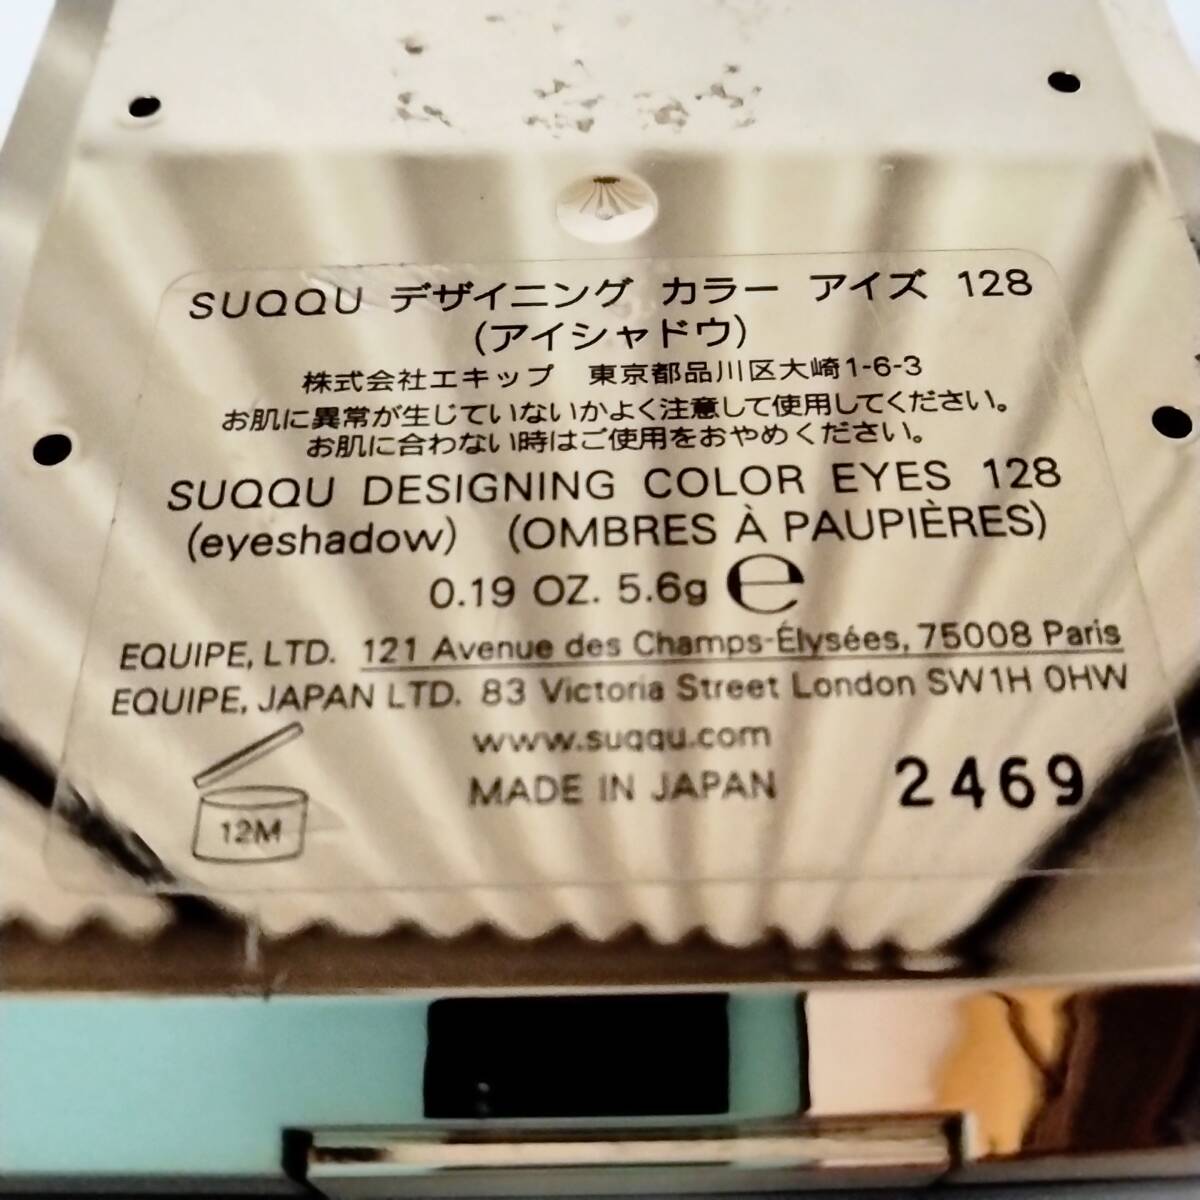 SUQQU デザイニング カラー アイズ 128
(アイシャドウ)
株式会社エキップ 東京都品川区大崎1-6-3
お肌に異常が生じていないかよく注意して使用してください。
お肌に合わない時はご使用をおやめください。
SUQQU DESIGNING COLOR EYES 128
(eyeshadow) (OMBRES À PAUPIÈRES)
0.19 OZ. 5.6g ℮
EQUIPE, LTD. 121 Avenue des Champs-Élysées, 75008 Paris
EQUIPE, JAPAN LTD. 83 Victoria Street London SW1H 0HW
www.suqqu.com
MADE IN JAPAN
2469
12M